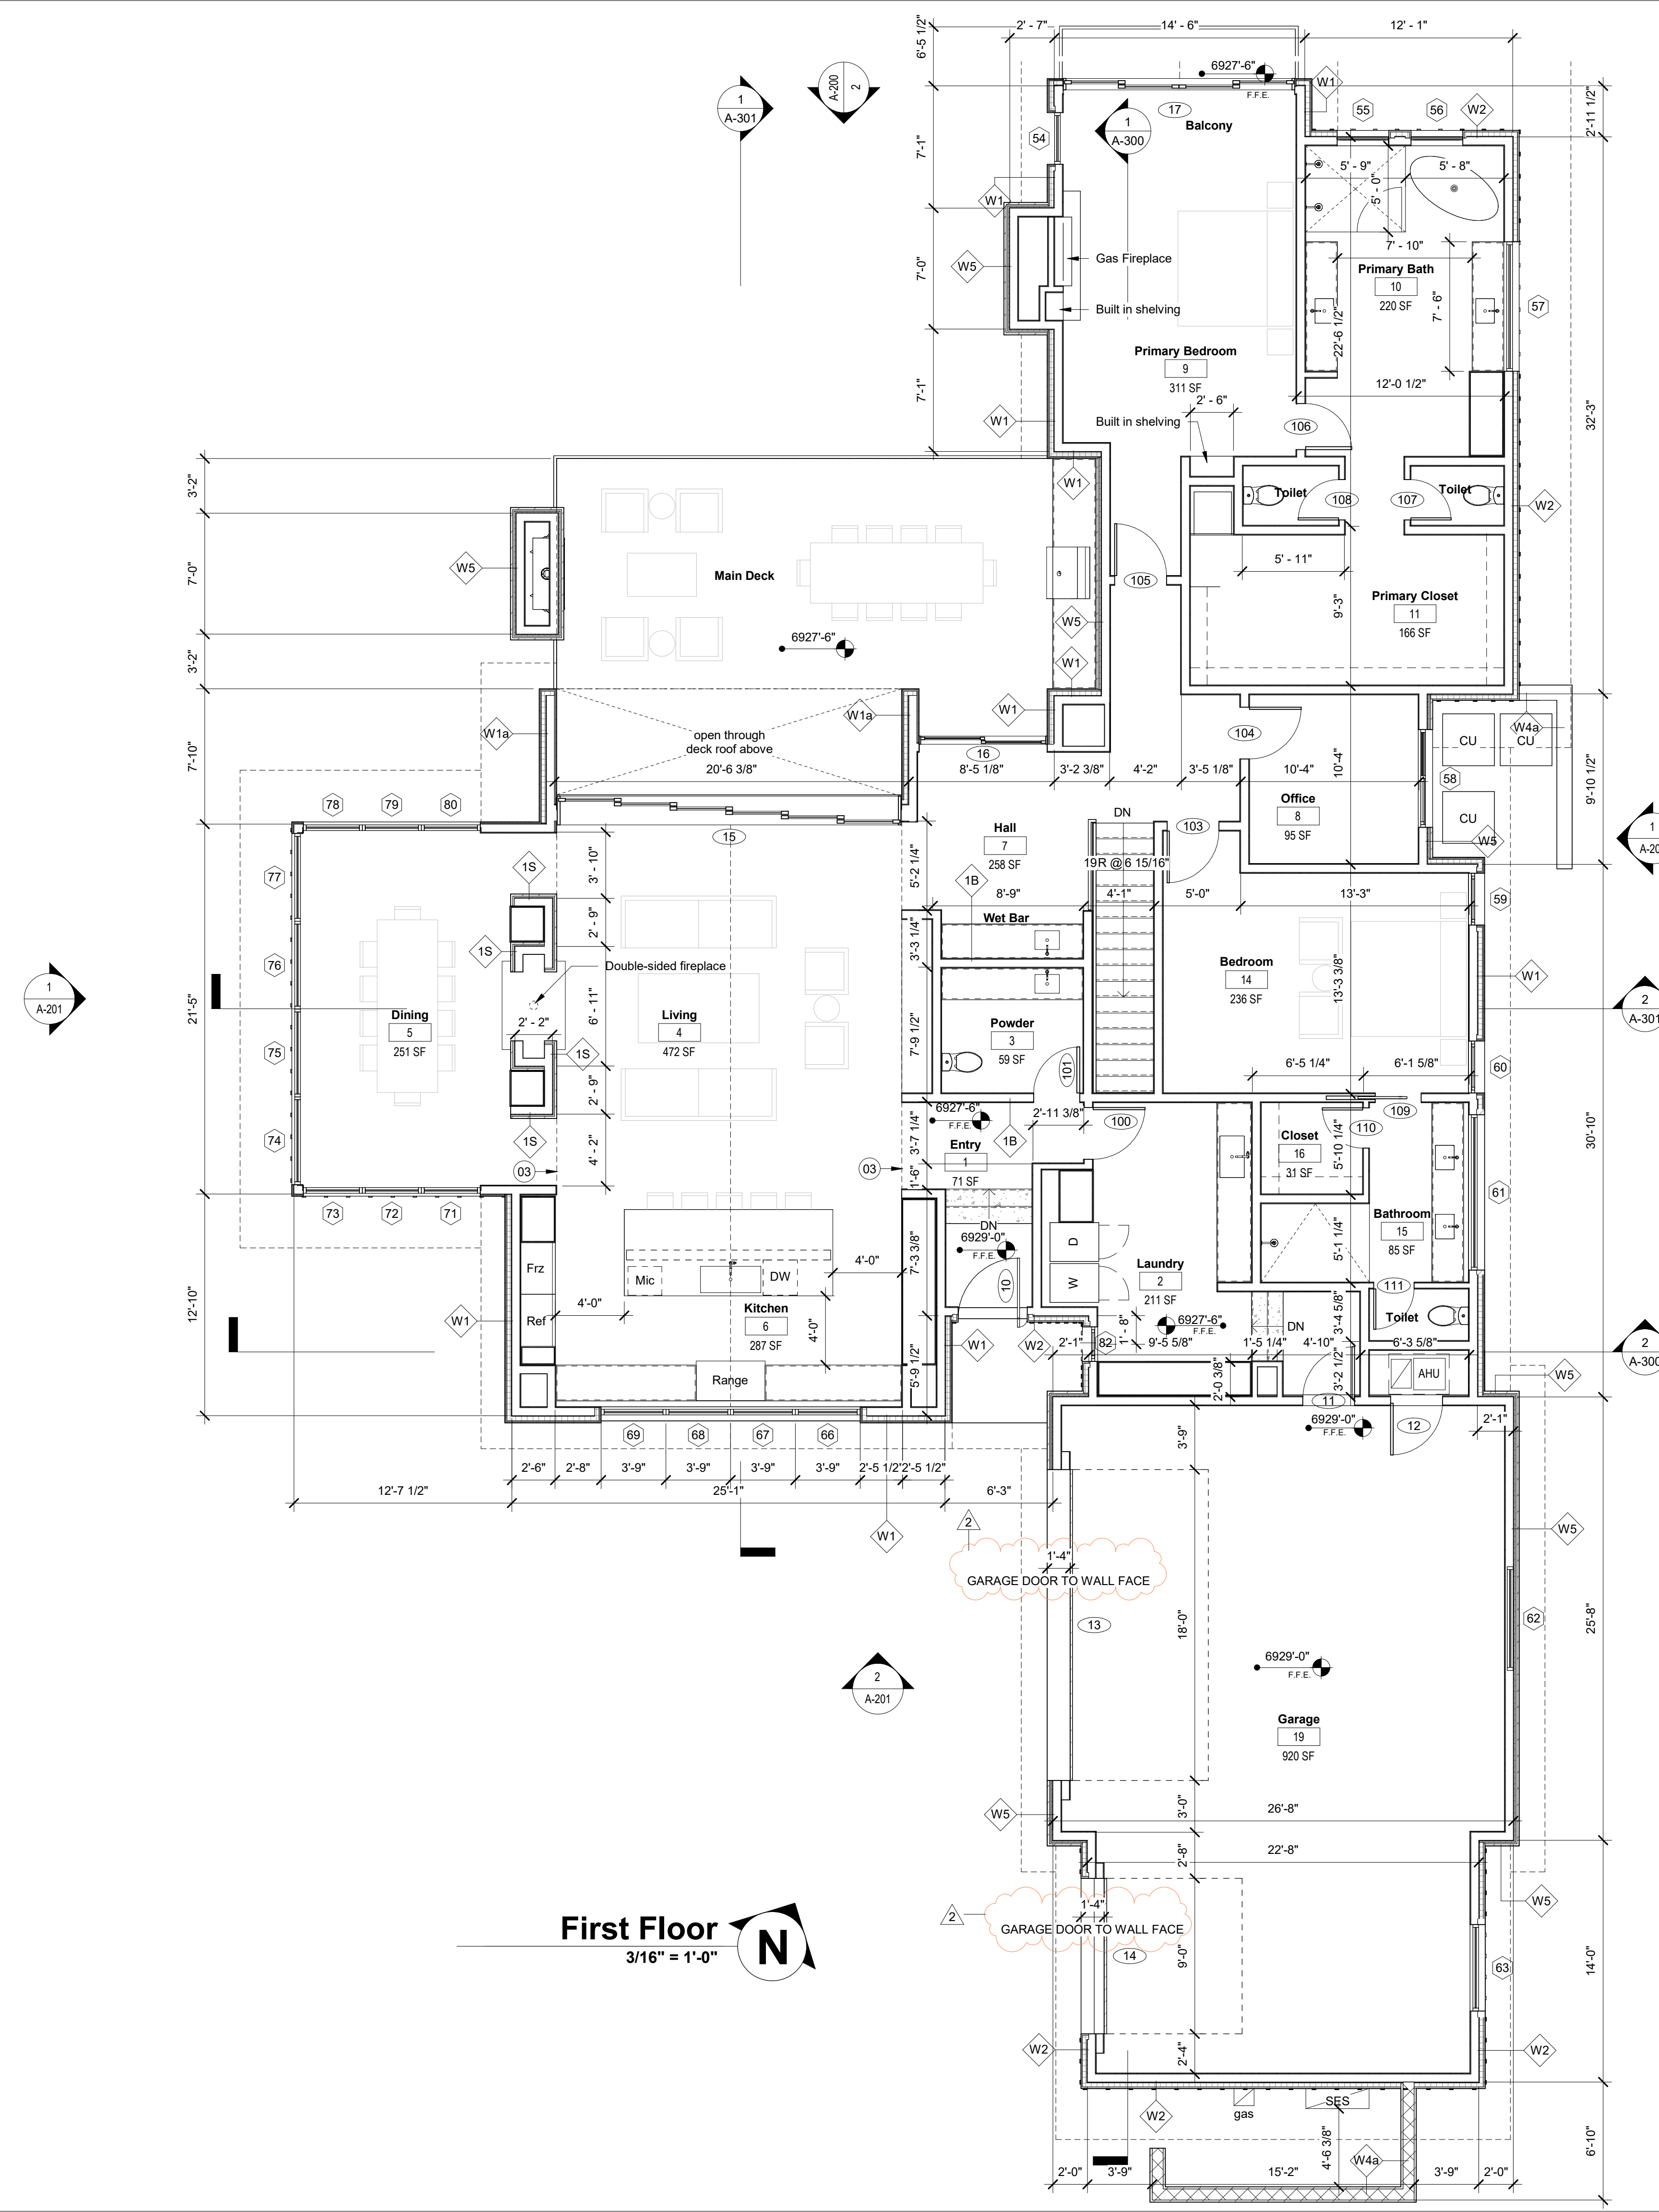 2' - 7"
14' - 6"
12' - 1"
6'-5 1/2"
6927'-6"
F.F.E.
1
A-301
A-200
2
17
Balcony
1
A-300
W1
55
56
W2
2'-11 1/2"
54
7'-1"
5' - 9"
5' - 8"
5' - 0"
W1
7' - 10"
W5
7'-0"
Gas Fireplace
Primary Bath
10
220 SF
7' - 6"
57
Built in shelving
22'-6 1/2"
Primary Bedroom
9
311 SF
12'-0 1/2"
7'-1"
W1
2' - 6"
Built in shelving
106
32'-3"
3'-2"
W1
Toilet
108
107
Toilet
W2
W5
7'-0"
Main Deck
105
5' - 11"
9'-3"
Primary Closet
11
166 SF
W5
6927'-6"
W1
3'-2"
W1a
W1a
W1
open through
deck roof above
16
104
W4a
CU
CU
7'-10"
20'-6 3/8"
8'-5 1/8"
3'-2 3/8"
4'-2"
3'-5 1/8"
10'-4"
10'-4"
58
9'-10 1/2"
78
79
80
15
Hall
7
258 SF
DN
103
Office
8
95 SF
CU
W5
1
A-20
77
1S
3' - 10"
5'-2 1/4"
19R @ 6 15/16"
1B
8'-9"
4'-1"
5'-0"
13'-3"
59
2' - 9"
Wet Bar
3'-3 1/4"
76
1S
Double-sided fireplace
Bedroom
14
236 SF
13'-3 3/8"
W1
1
A-201
21'-5"
Dining
5
251 SF
2' - 2"
6' - 11"
Living
4
472 SF
Powder
3
59 SF
7'-9 1/2"
2
A-301
75
1S
101
6'-5 1/4"
6'-1 5/8"
60
2' - 9"
6927'-6"
F.F.E.
2'-11 3/8"
100
109
74
1S
4' - 2"
3'-7 1/4"
1B
110
Entry
1
71 SF
Closet
16
31 SF
5'-10 1/4"
30'-10"
03
03
1'-6"
61
73
72
71
DN
6929'-0"
F.F.E.
Bathroom
15
85 SF
5'-1 1/4"
7'-3 3/8"
D
Frz
Mic
DW
4'-0"
10
W
Laundry
2
211 SF
111
12'-10"
W1
Ref
4'-0"
Kitchen
6
287 SF
4'-0"
6927'-6"
F.F.E.
DN
3'-4 5/8"
Toilet
W1
W2
2'-1"
82
1' - 8"
9'-5 5/8"
1'-5 1/4"
4'-10"
6'-3 5/8"
2
A-300
Range
5'-9 1/2"
2'-0 3/8"
3'-2 1/2"
AHU
W5
11
69
68
67
66
6929'-0"
F.F.E.
12
2'-1"
3'-9"
2'-6"
2'-8"
3'-9"
3'-9"
3'-9"
3'-9"
2'-5 1/2"
2'-5 1/2"
12'-7 1/2"
25'-1"
6'-3"
W1
2
W5
1'-4"
GARAGE DOOR TO WALL FACE
13
18'-0"
62
25'-8"
6929'-0"
F.F.E.
2
A-201
Garage
19
920 SF
W5
3'-0"
26'-8"
2'-8"
22'-8"
2
1'-4"
GARAGE DOOR TO WALL FACE
W5
First Floor
3/16" = 1'-0"
N
14
9'-0"
63
14'-0"
W2
2'-4"
W2
W2
gas
SES
4'-6 3/8"
W4a
6'-10"
2'-0"
3'-9"
15'-2"
3'-9"
2'-0"